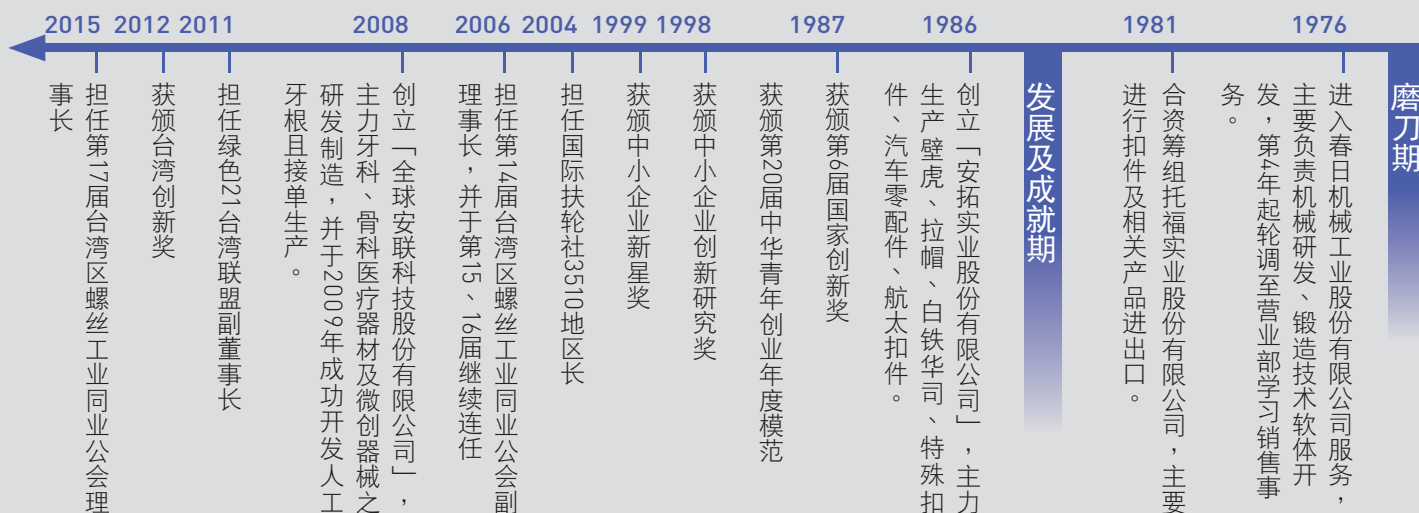 磨刀期
1976
进入春日机械工业股份有限公司服务，
主要负责机械研发、锻造技术软体开
发，第4年起轮调至营业部学习销售事
务。
1981
合资筹组托福实业股份有限公司，主要
进行扣件及相关产品进出口。
发展及成就期
1986
创立「安拓实业股份有限公司」，主力
生产壁虎、拉帽、白铁华司、特殊扣
件、汽车零配件、航太扣件。
1987
获颁第6届国家创新奖
获颁第20届中华青年创业年度模范
1998
获颁中小企业创新研究奖
1999
获颁中小企业新星奖
2004
担任国际扶轮社3510地区长
2006
担任第14届台湾区螺丝工业同业公会副
理事长，并于第15、16届继续连任
2008
创立「全球安联科技股份有限公司」，
主力牙科、骨科医疗器材及微创器械之
研发制造，并于2009年成功开发人工
牙根且接单生产。
2011
担任绿色21台湾联盟副董事长
2012
获颁台湾创新奖
2015
担任第17届台湾区螺丝工业同业公会理
事长